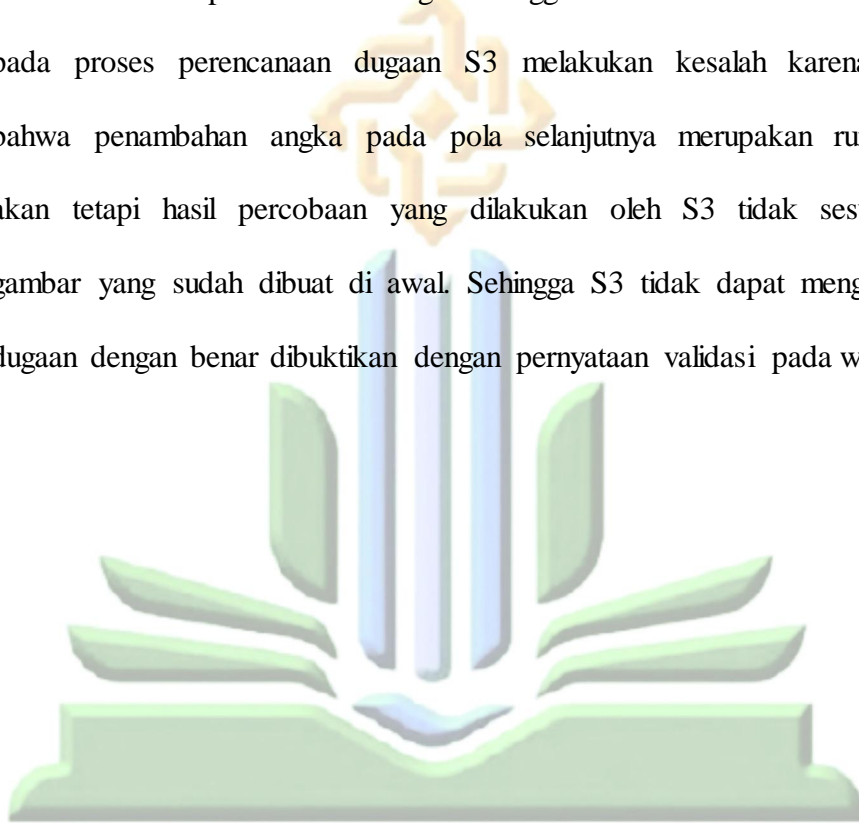 pada proses perencanaan dugaan S3 melakukan kesalah karena
bahwa penambahan angka pada pola selanjutnya merupakan ru
akan tetapi hasil percobaan yang dilakukan oleh S3 tidak ses
gambar yang sudah dibuat di awal. Sehingga S3 tidak dapat meng
dugaan dengan benar dibuktikan dengan pernyataan validasi pada w